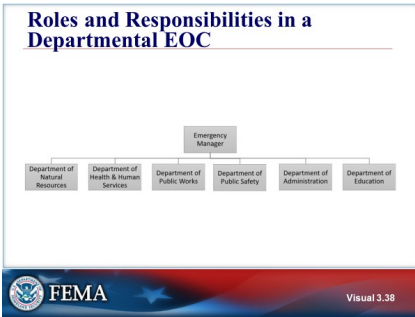 Roles and Responsibilities in a
Departmental EOC
Emergency
Manager
Department of
Natural
Resources
Department of
Health & Human
Services
Department of
Public Works
Department of
Public Safety
Department of
Administration
Department of
Education
FEMA
Visual 3.38